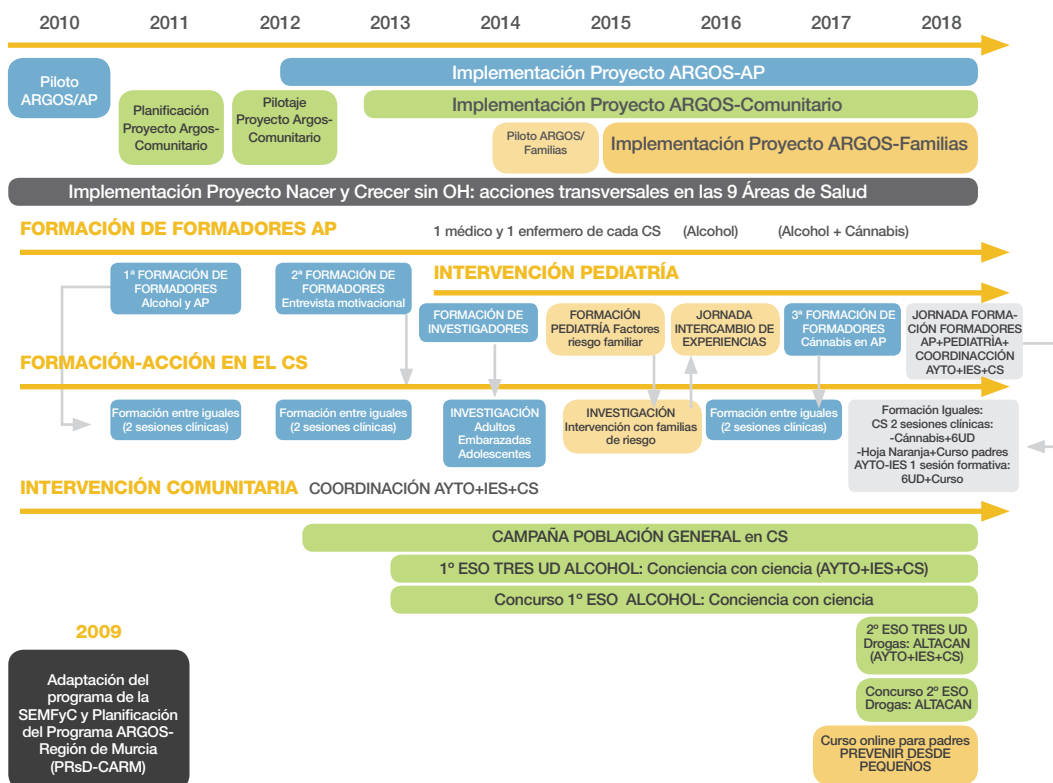 2010 2011 2012 2013 2014 2015 2016 2017 2018
Piloto
ARGOS/AP
Implementación Proyecto ARGOS-AP
Planificación
Proyecto Argos-
Comunitario
Pilotaje
Proyecto Argos-
Comunitario
Implementación Proyecto ARGOS-Comunitario
Piloto ARGOS/
Familias
Implementación Proyecto ARGOS-Familias
Implementación Proyecto Nacer y Crecer sin OH: acciones transversales en las 9 Áreas de Salud
FORMACIÓN DE FORMADORES AP 1 médico y 1 enfermero de cada CS (Alcohol) (Alcohol + Cánnabis)
1ª FORMACIÓN DE
FORMADORES
Alcohol y AP
2ª FORMACIÓN DE
FORMADORES
Entrevista motivacional
INTERVENCIÓN PEDIATRÍA
FORMACIÓN DE
INVESTIGADORES
FORMACIÓN
PEDIATRÍA Factores
riesgo familiar
JORNADA
INTERCAMBIO DE
EXPERIENCIAS
3ª FORMACIÓN DE
FORMADORES
Cánnabis en AP
JORNADA FORMA-
CIÓN FORMADORES
AP+PEDIATRÍA+
COORDINACCIÓN
AYTO+IES+CS
FORMACIÓN-ACCIÓN EN EL CS
Formación entre iguales
(2 sesiones clínicas)
Formación entre iguales
(2 sesiones clínicas)
INVESTIGACIÓN
Adultos
Embarazadas
Adolescentes
INVESTIGACIÓN
Intervención con familias
de riesgo
Formación entre iguales
(2 sesiones clínicas)
Formación Iguales:
CS 2 sesiones clínicas:
-Cánnabis+6UD
-Hoja Naranja+Curso padres
AYTO-IES 1 sesión formativa:
6UD+Curso
INTERVENCIÓN COMUNITARIA COORDINACIÓN AYTO+IES+CS
CAMPAÑA POBLACIÓN GENERAL en CS
1º ESO TRES UD ALCOHOL: Conciencia con ciencia (AYTO+IES+CS)
Concurso 1º ESO ALCOHOL: Conciencia con ciencia
2º ESO TRES UD
Drogas: ALTACAN
(AYTO+IES+CS)
Concurso 2º ESO
Drogas: ALTACAN
Curso online para padres
PREVENIR DESDE
PEQUEÑOS
2009
Adaptación del
programa de la
SEMFyC y Planificación
del Programa ARGOS-
Región de Murcia
(PRsD-CARM)